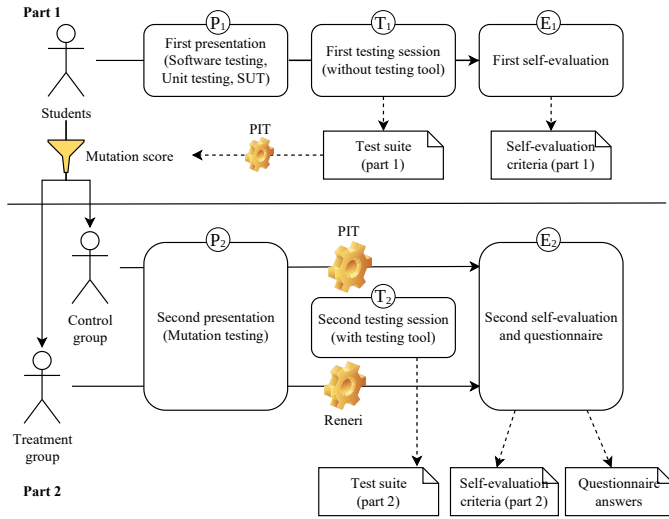 Part 1
P1
T1
E1
First presentation
(Software testing,
Unit testing, SUT)
First testing session
(without testing tool)
First self-evaluation
Students
PIT
Mutation score
Test suite
(part 1)
Self-evaluation
criteria (part 1)
P2
PIT
E2
Control
group
Second presentation
(Mutation testing)
T2
Second testing session
(with testing tool)
Second self-evaluation
and questionnaire
Reneri
Treatment
group
Part 2
Test suite
(part 2)
Self-evaluation
criteria (part 2)
Questionnaire
answers